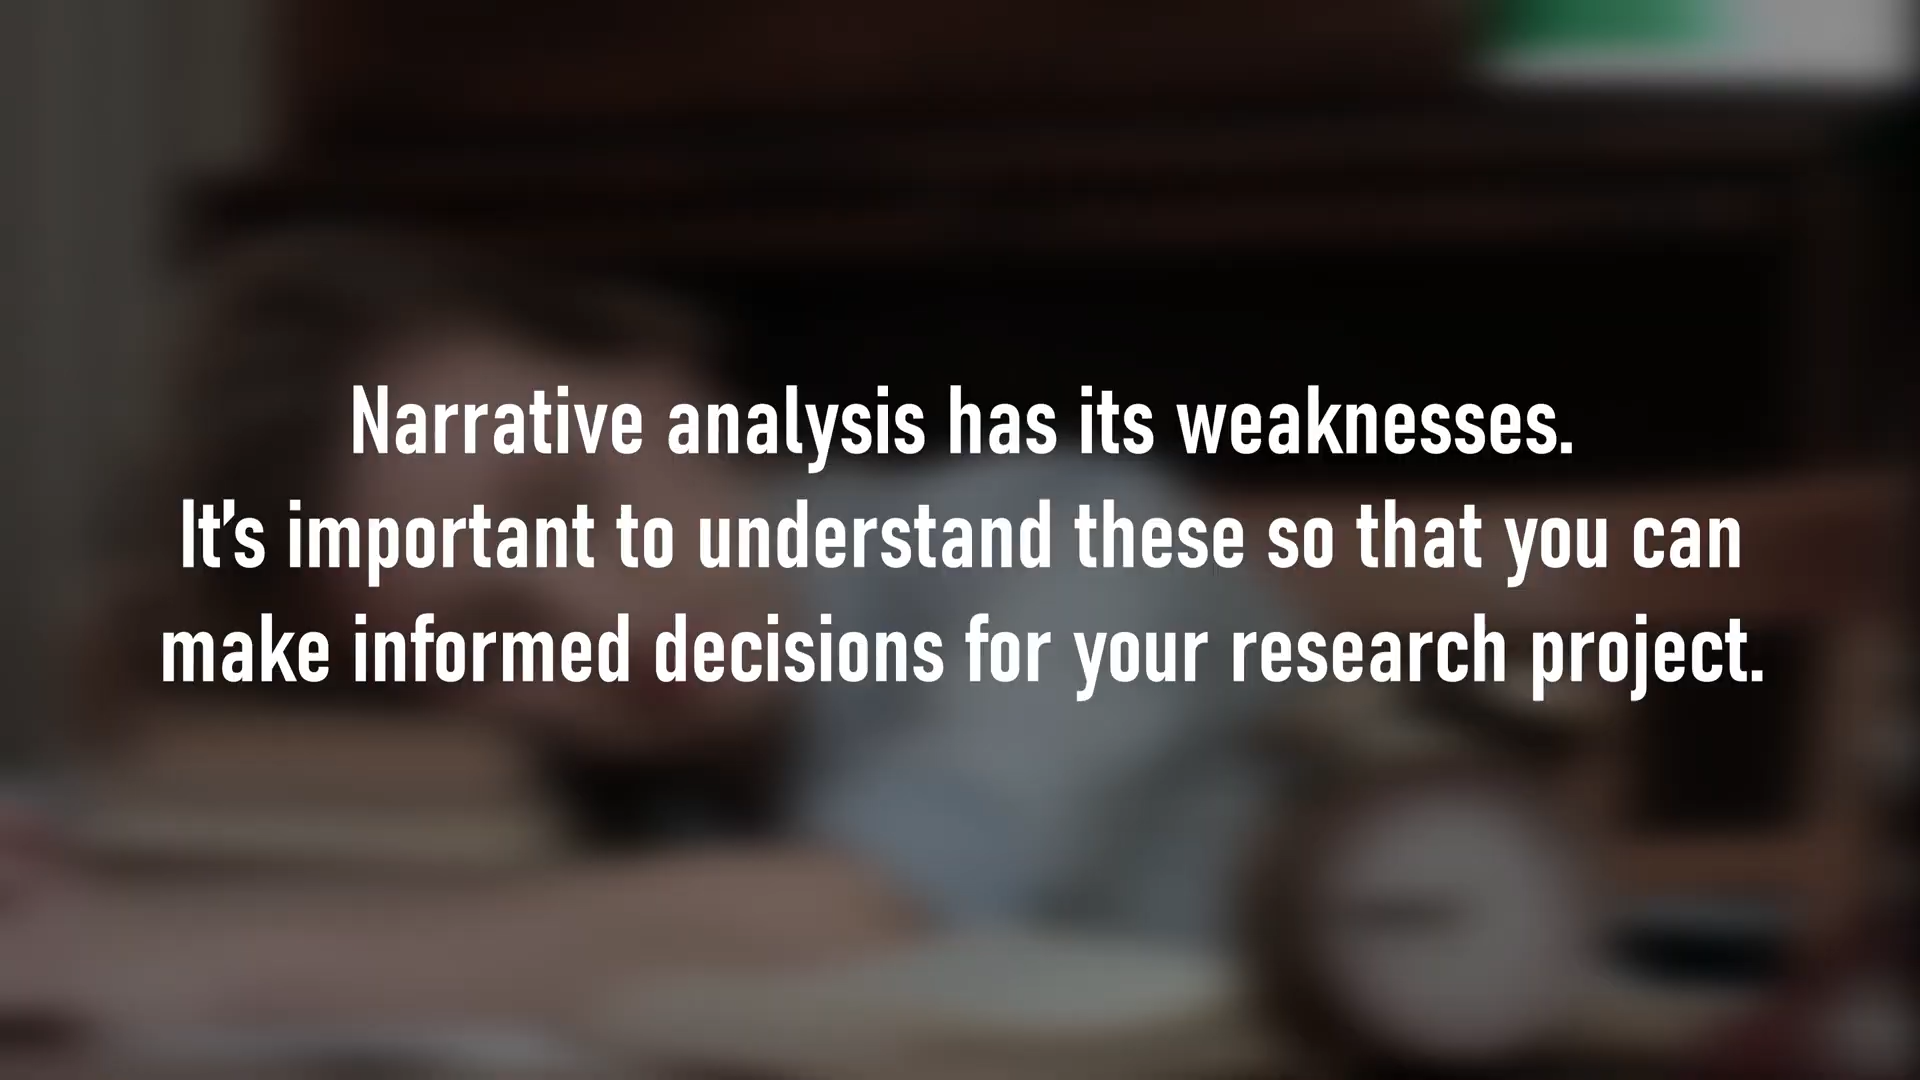 Narrative analysis has its weaknesses.
It’s important to understand these so that you can
make informed decisions for your research project.